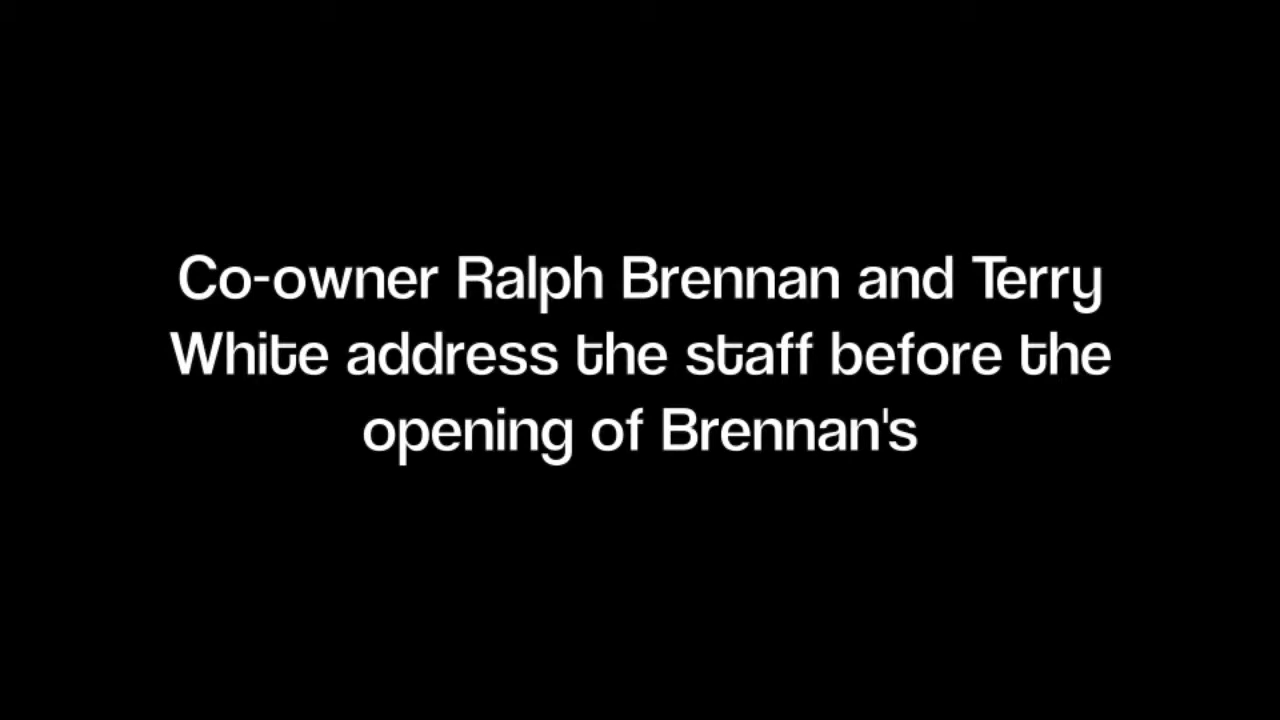 Co-owner Ralph Brennan and Terry
White address the staff before the
opening of Brennan's